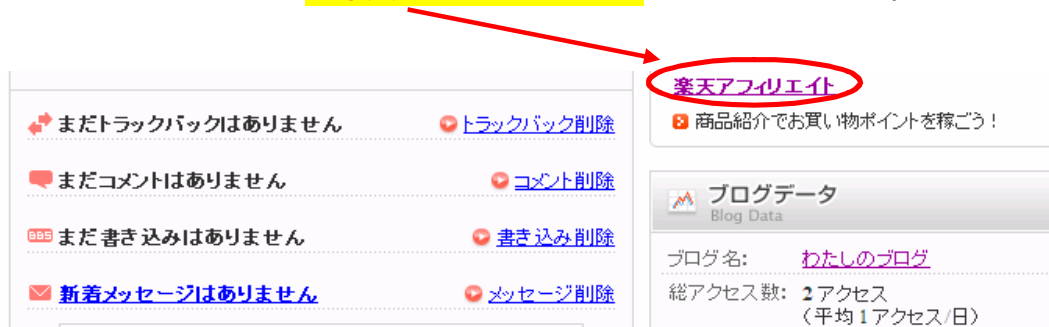 まだトラックバックはありません トラックバック削除
まだコメントはありません コメント削除
BBS まだ書き込みはありません 書き込み削除
新着メッセージはありません メッセージ削除
楽天アフィリエイト
商品紹介でお買い物ポイントを稼ごう！
ブログデータ
Blog Data
ブログ名: わたしのブログ
総アクセス数: 2 アクセス
（平均 1 アクセス/日）